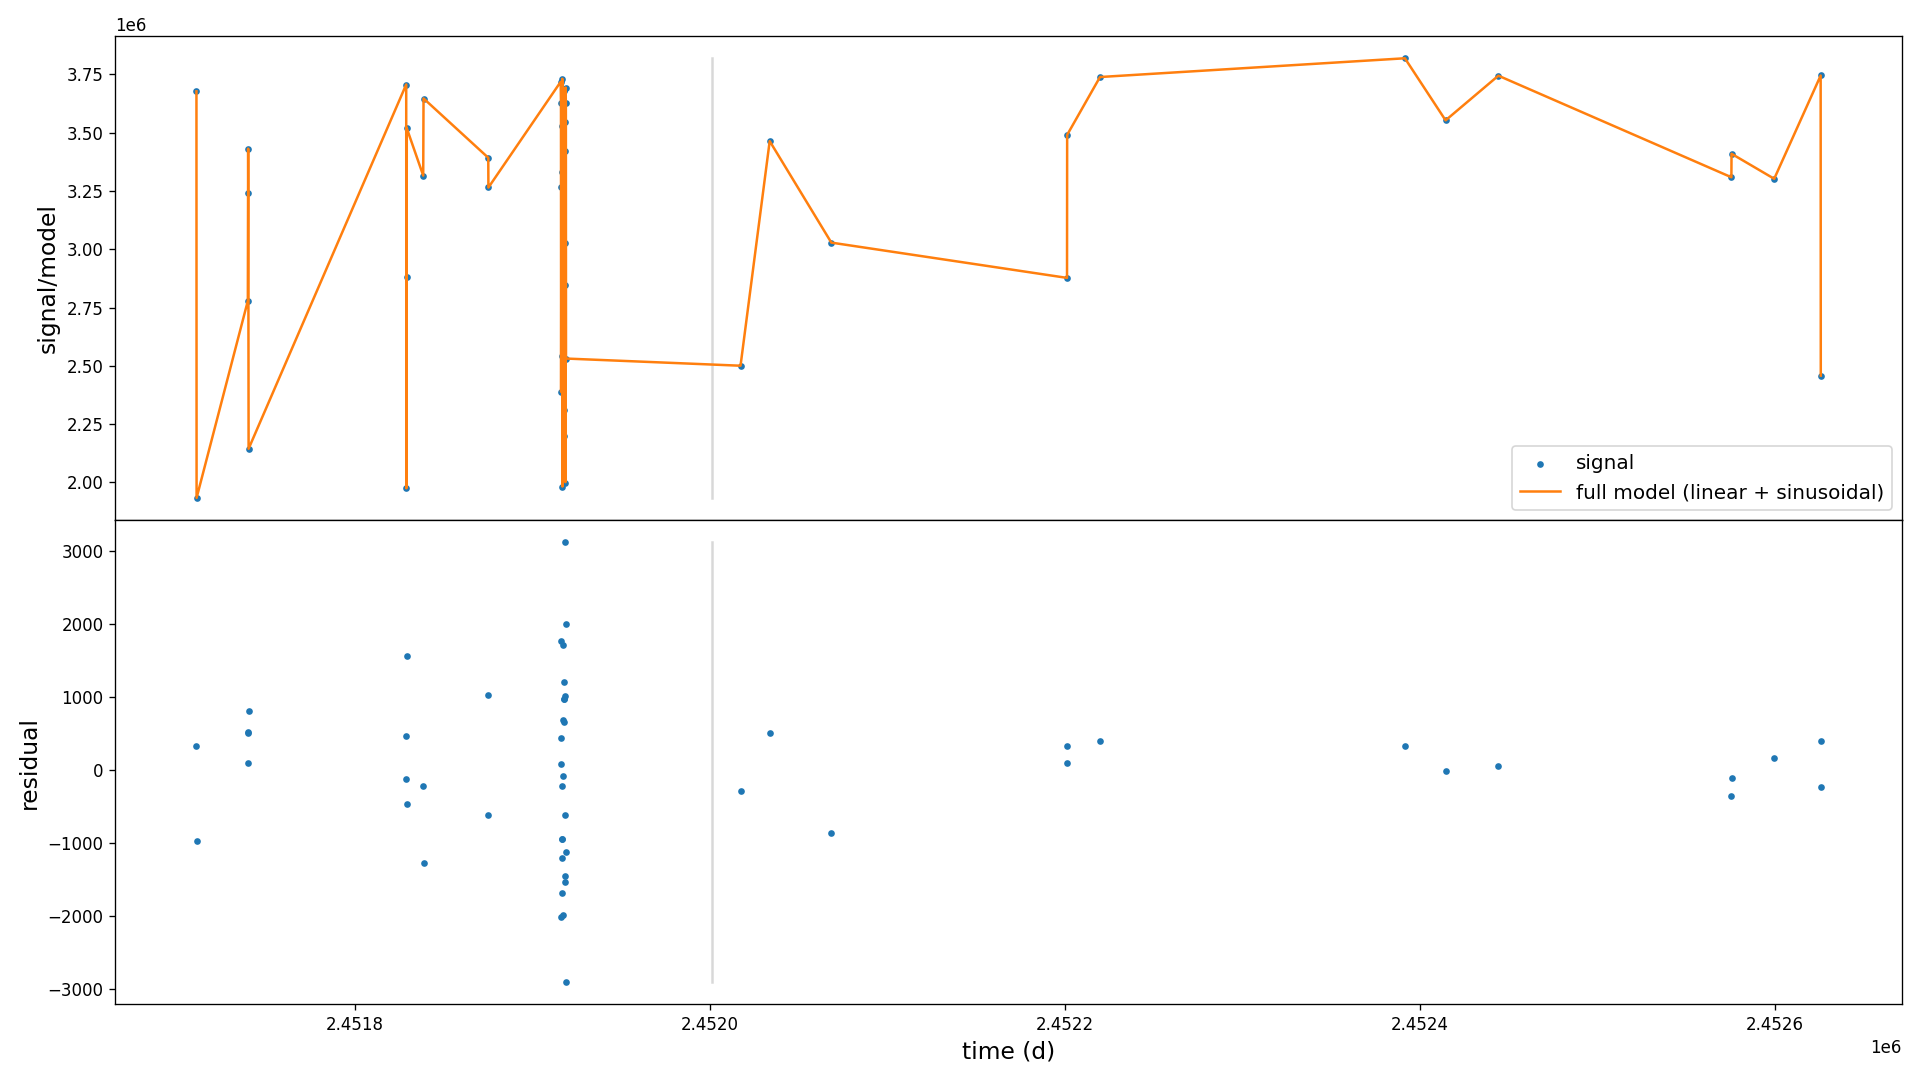 1e6
3.75
3.50
3.25
3.00
2.75
2.50
2.25
2.00
signal/model
signal
full model (linear + sinusoidal)
3000
2000
1000
0
−1000
−2000
−3000
residual
2.4518
2.4520
2.4522
2.4524
2.4526
time (d)
1e6